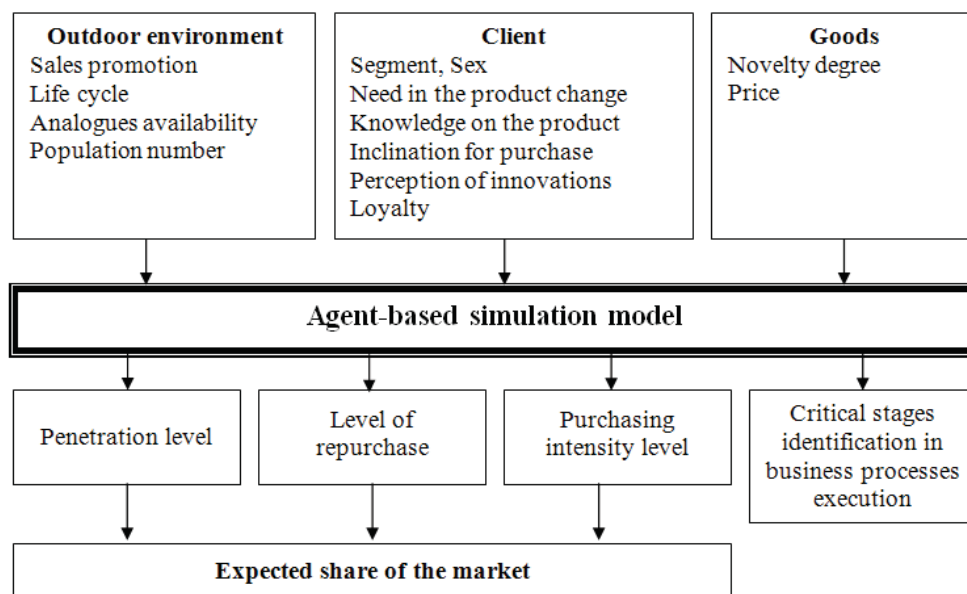 Outdoor environment
Sales promotion
Life cycle
Analogues availability
Population number
Client
Segment, Sex
Need in the product change
Knowledge on the product
Inclination for purchase
Perception of innovations
Loyalty
Goods
Novelty degree
Price
Agent-based simulation model
Penetration level
Level of
repurchase
Purchasing
intensity level
Critical stages
identification in
business processes
execution
Expected share of the market